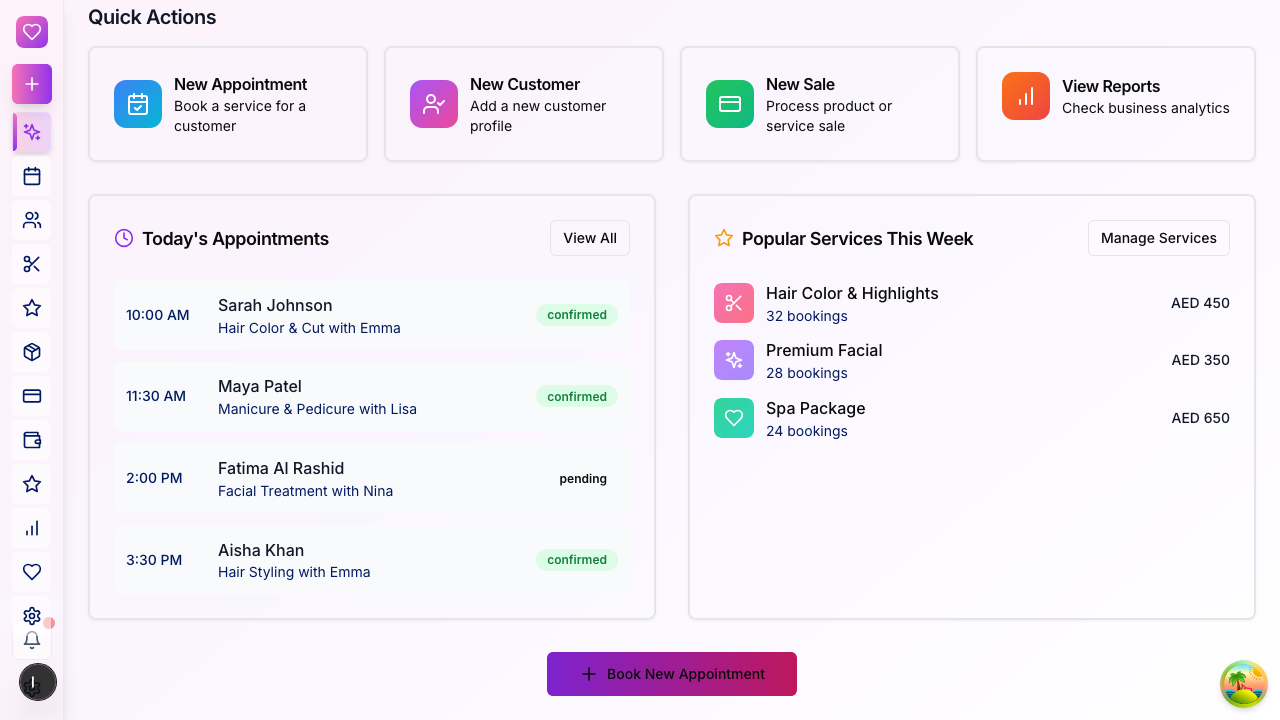 Quick Actions
New Appointment
Book a service for a
customer
New Customer
Add a new customer
profile
New Sale
Process product or
service sale
View Reports
Check business analytics
Today's Appointments
View All
10:00 AM
Sarah Johnson
Hair Color & Cut with Emma
confirmed
11:30 AM
Maya Patel
Manicure & Pedicure with Lisa
confirmed
2:00 PM
Fatima Al Rashid
Facial Treatment with Nina
pending
3:30 PM
Aisha Khan
Hair Styling with Emma
confirmed
Popular Services This Week
Manage Services
Hair Color & Highlights
32 bookings
AED 450
Premium Facial
28 bookings
AED 350
Spa Package
24 bookings
AED 650
Book New Appointment